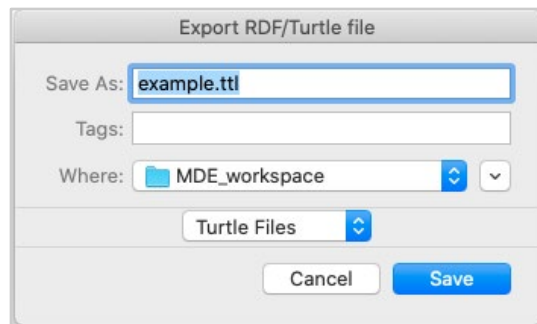 Export RDF/Turtle file
Save As: example.ttl
Tags:
Where: MDE_workspace
Turtle Files
Cancel Save